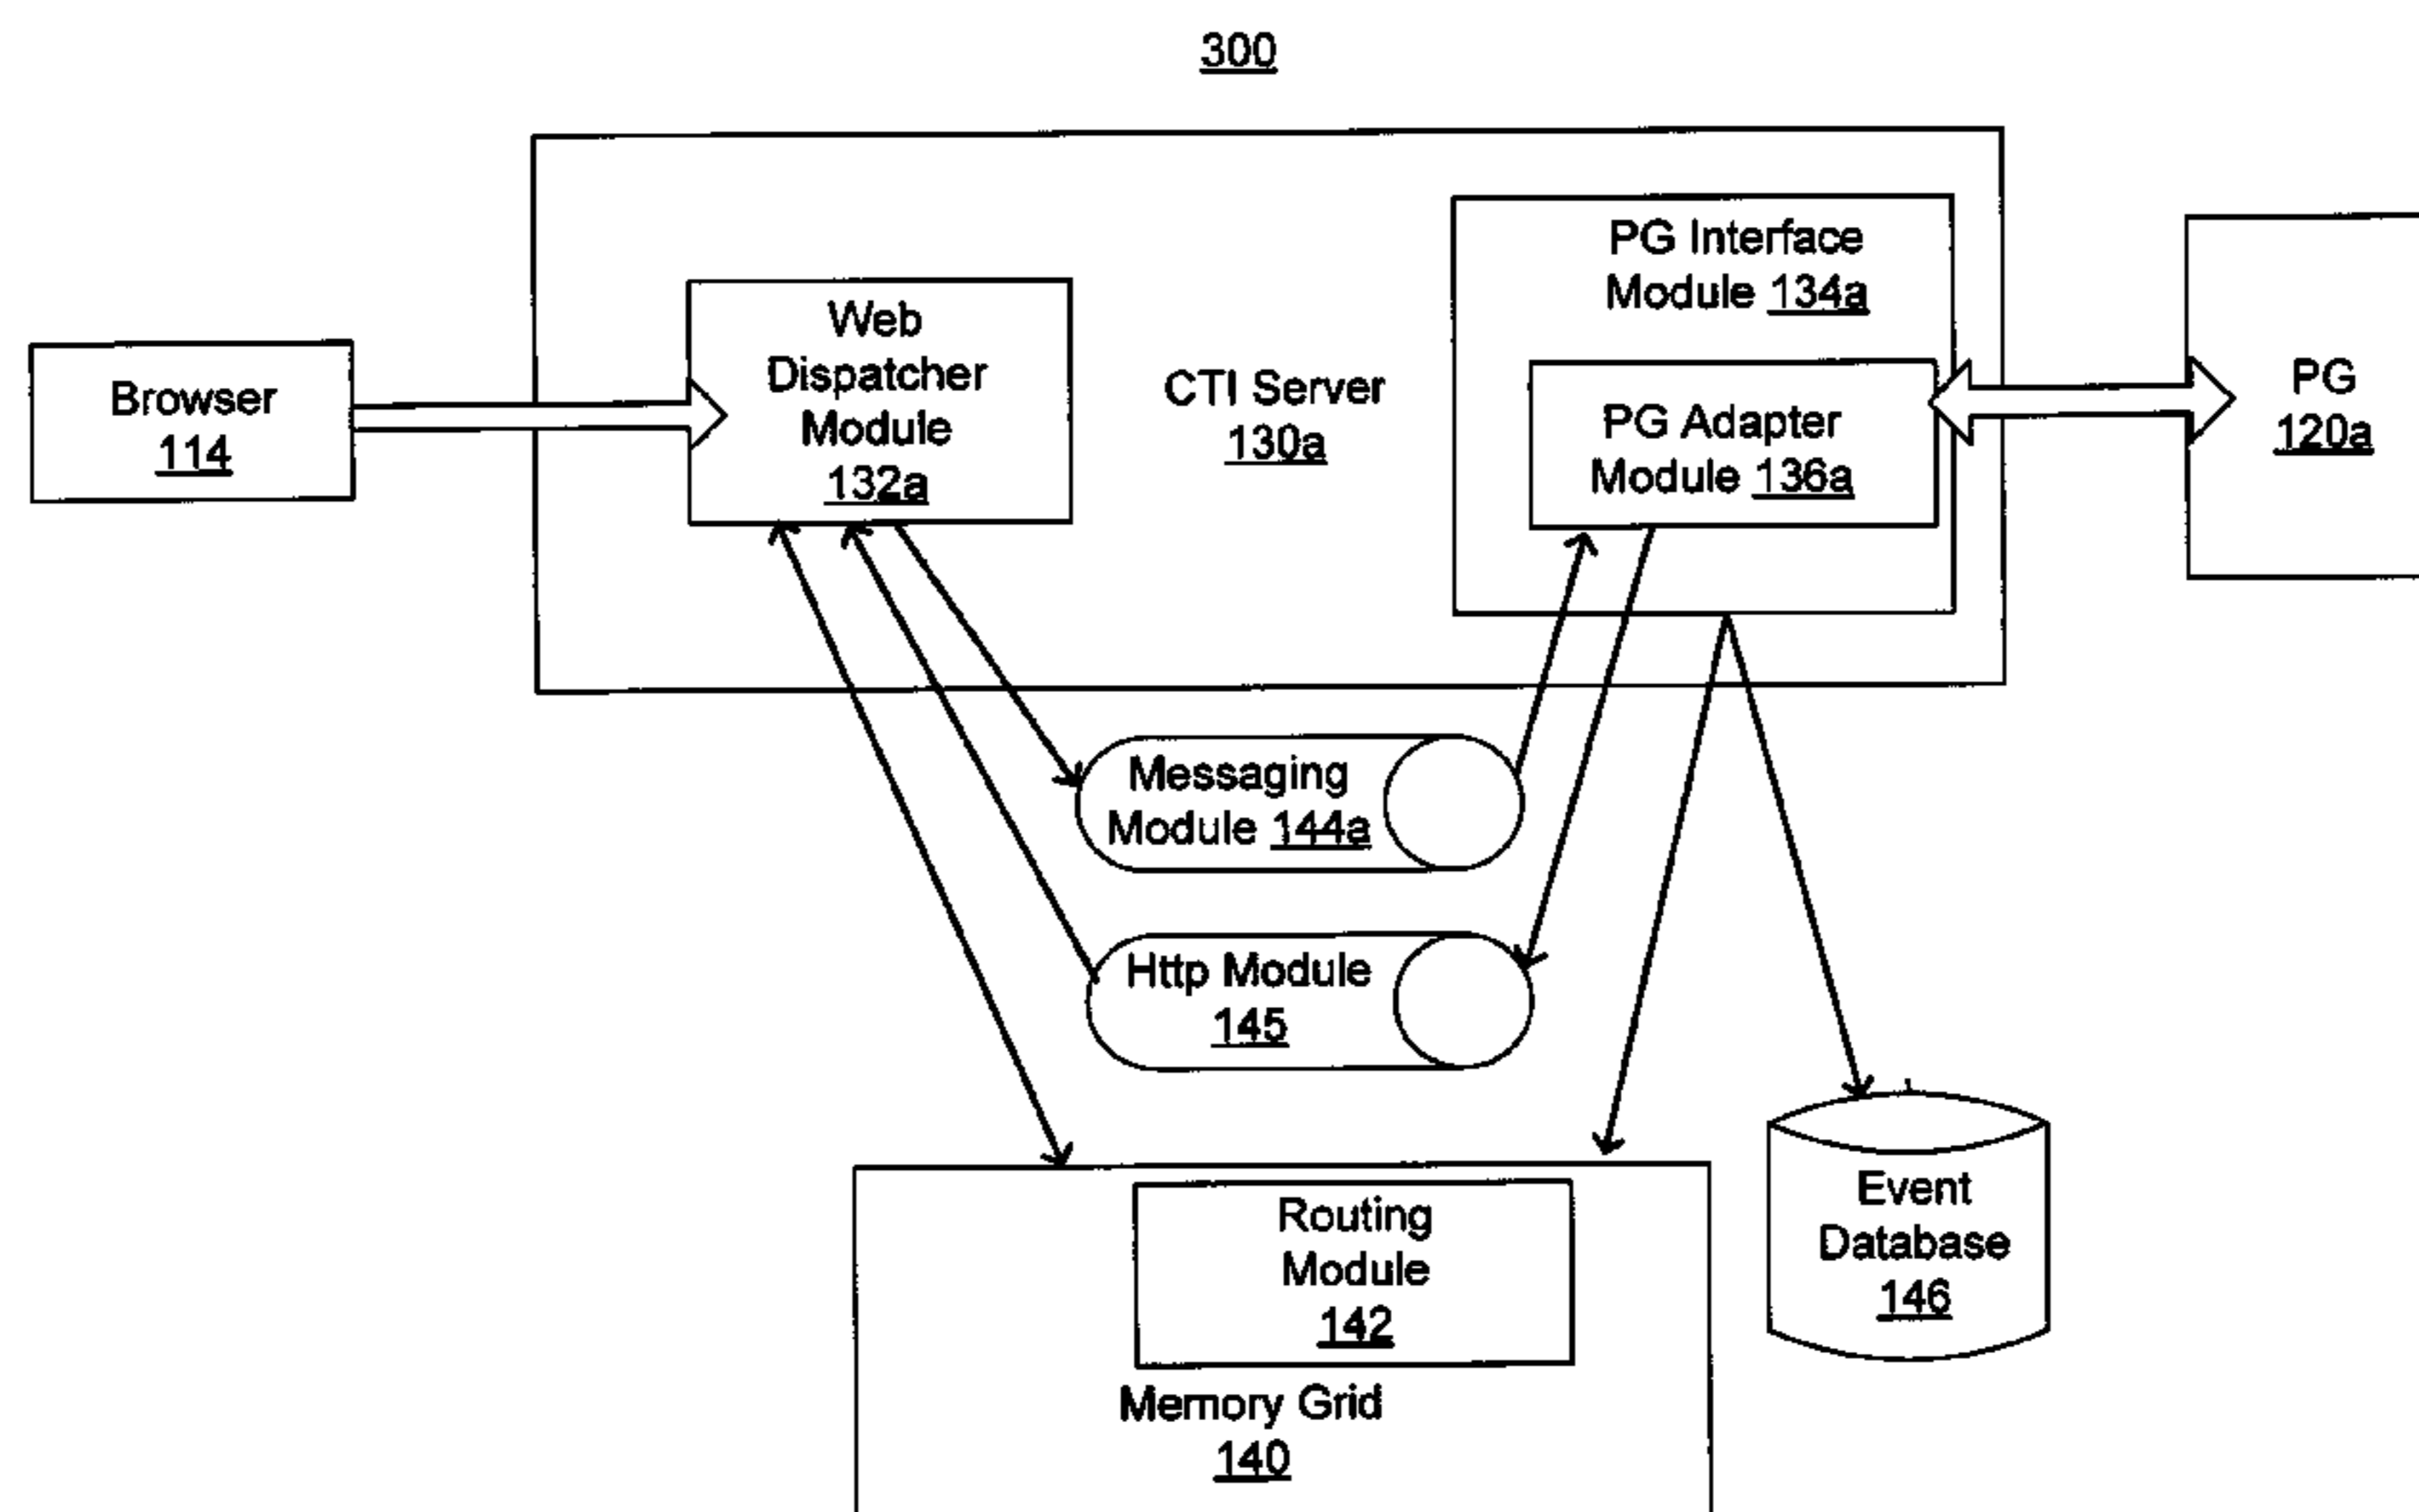 300
Browser
114
Web
Dispatcher
Module
132a
CTI Server
130a
PG Interface
Module 134a
PG Adapter
Module 136a
PG
120a
Messaging
Module 144a
Http Module
145
Routing
Module
142
Memory Grid
140
Event
Database
146